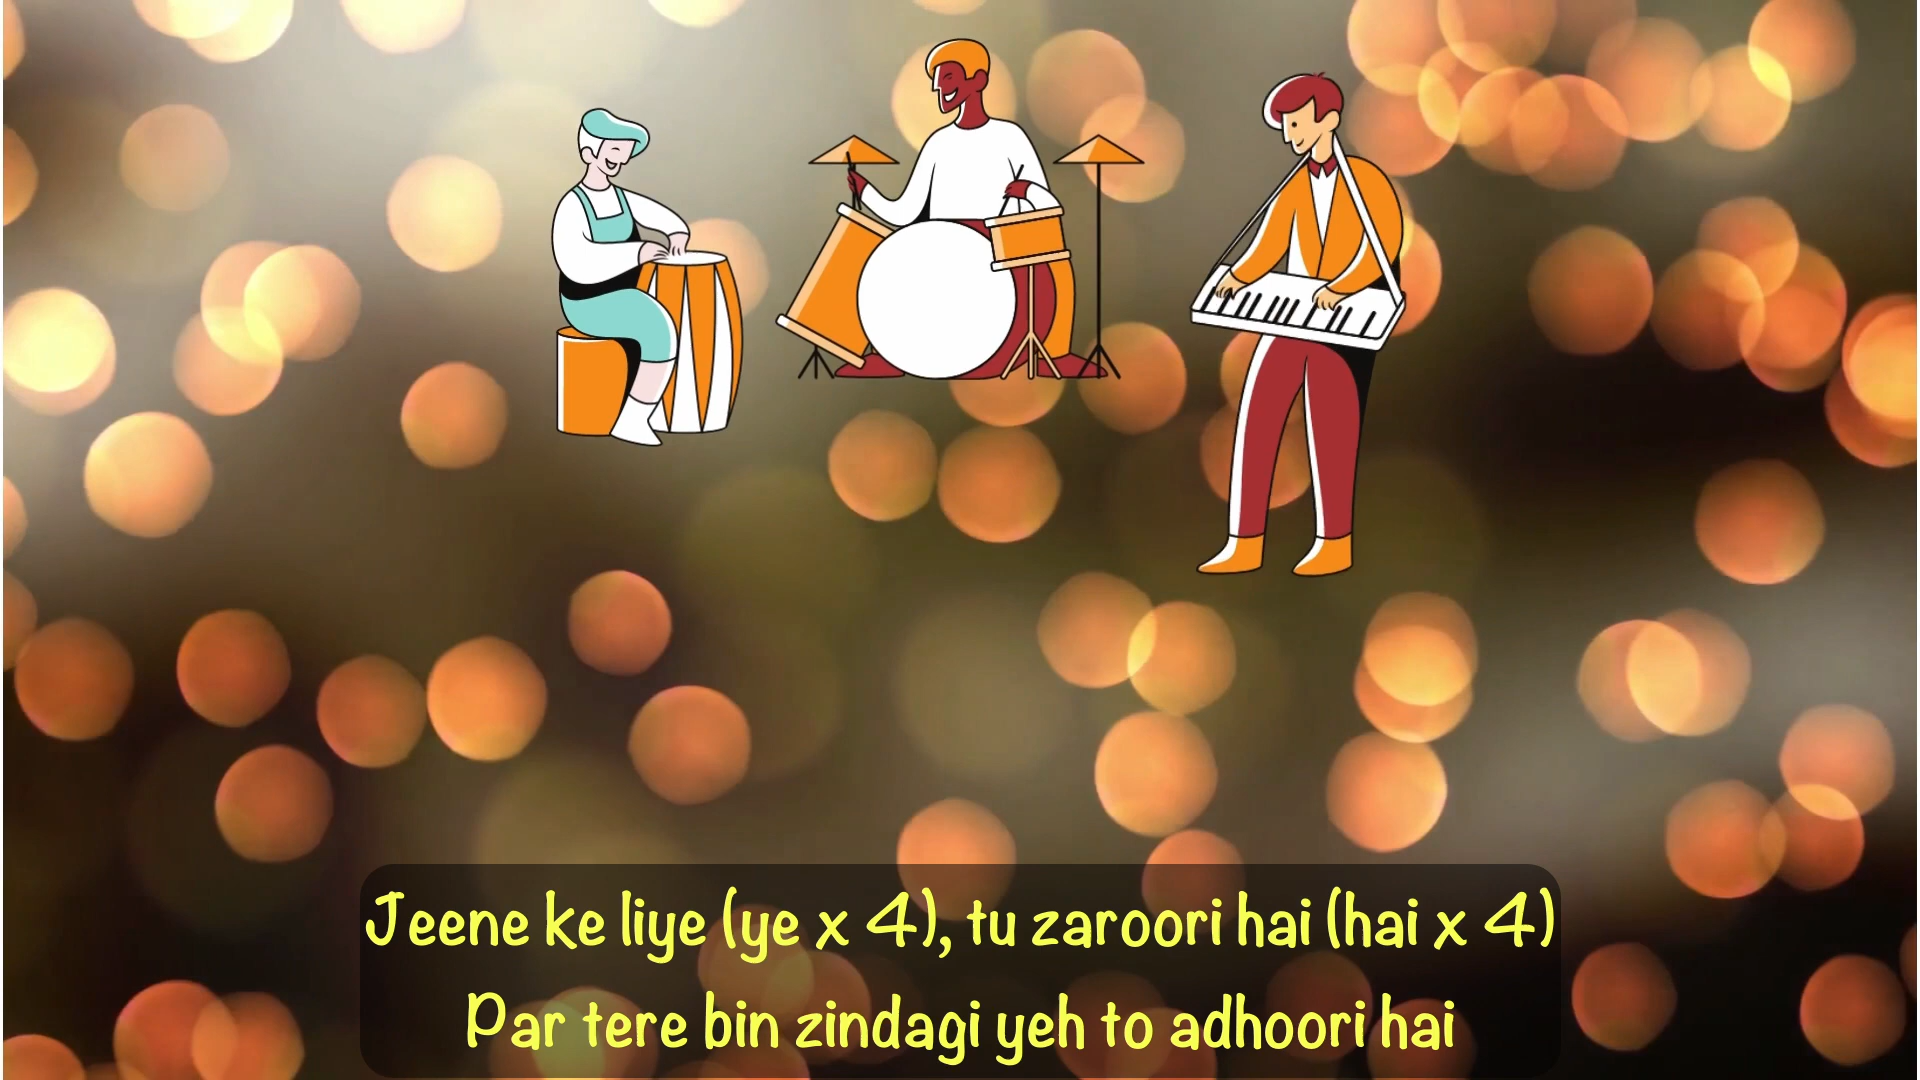 Jeene ke liye (ye x 4), tu zaroori hai (hai x 4)
Par tere bin zindagi yeh to adhoori hai